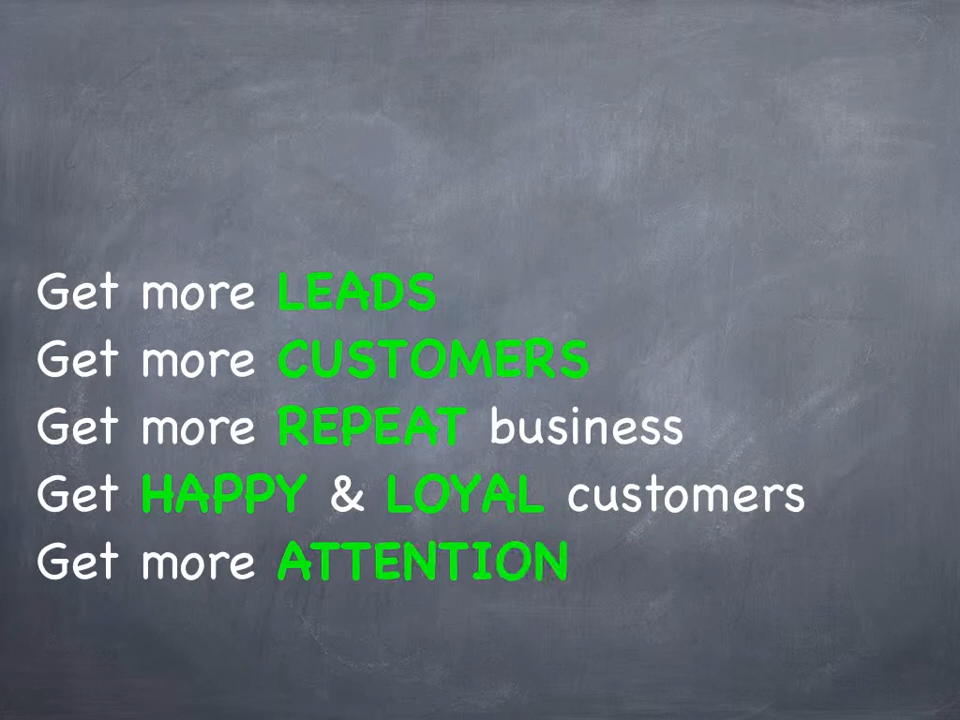 Get more LEADS
Get more CUSTOMERS
Get more REPEAT business
Get HAPPY & LOYAL customers
Get more ATTENTION